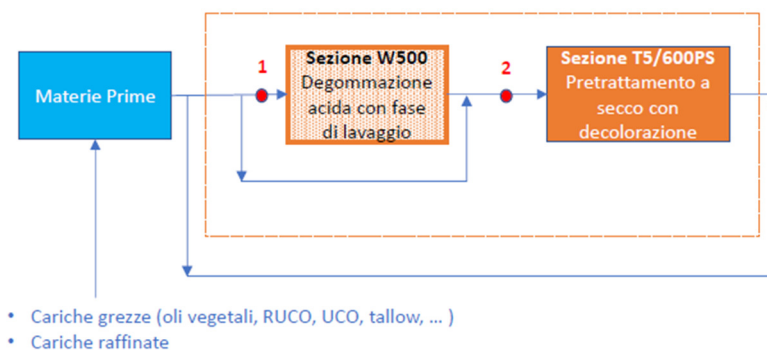 Materie Prime
1
Sezione W500
Degommazione
acida con fase
di lavaggio
2
Sezione T5/600PS
Pretrattamento a
secco con
decolorazione
• Cariche grezze (oli vegetali, RUCO, UCO, tallow, ... )
• Cariche raffinate